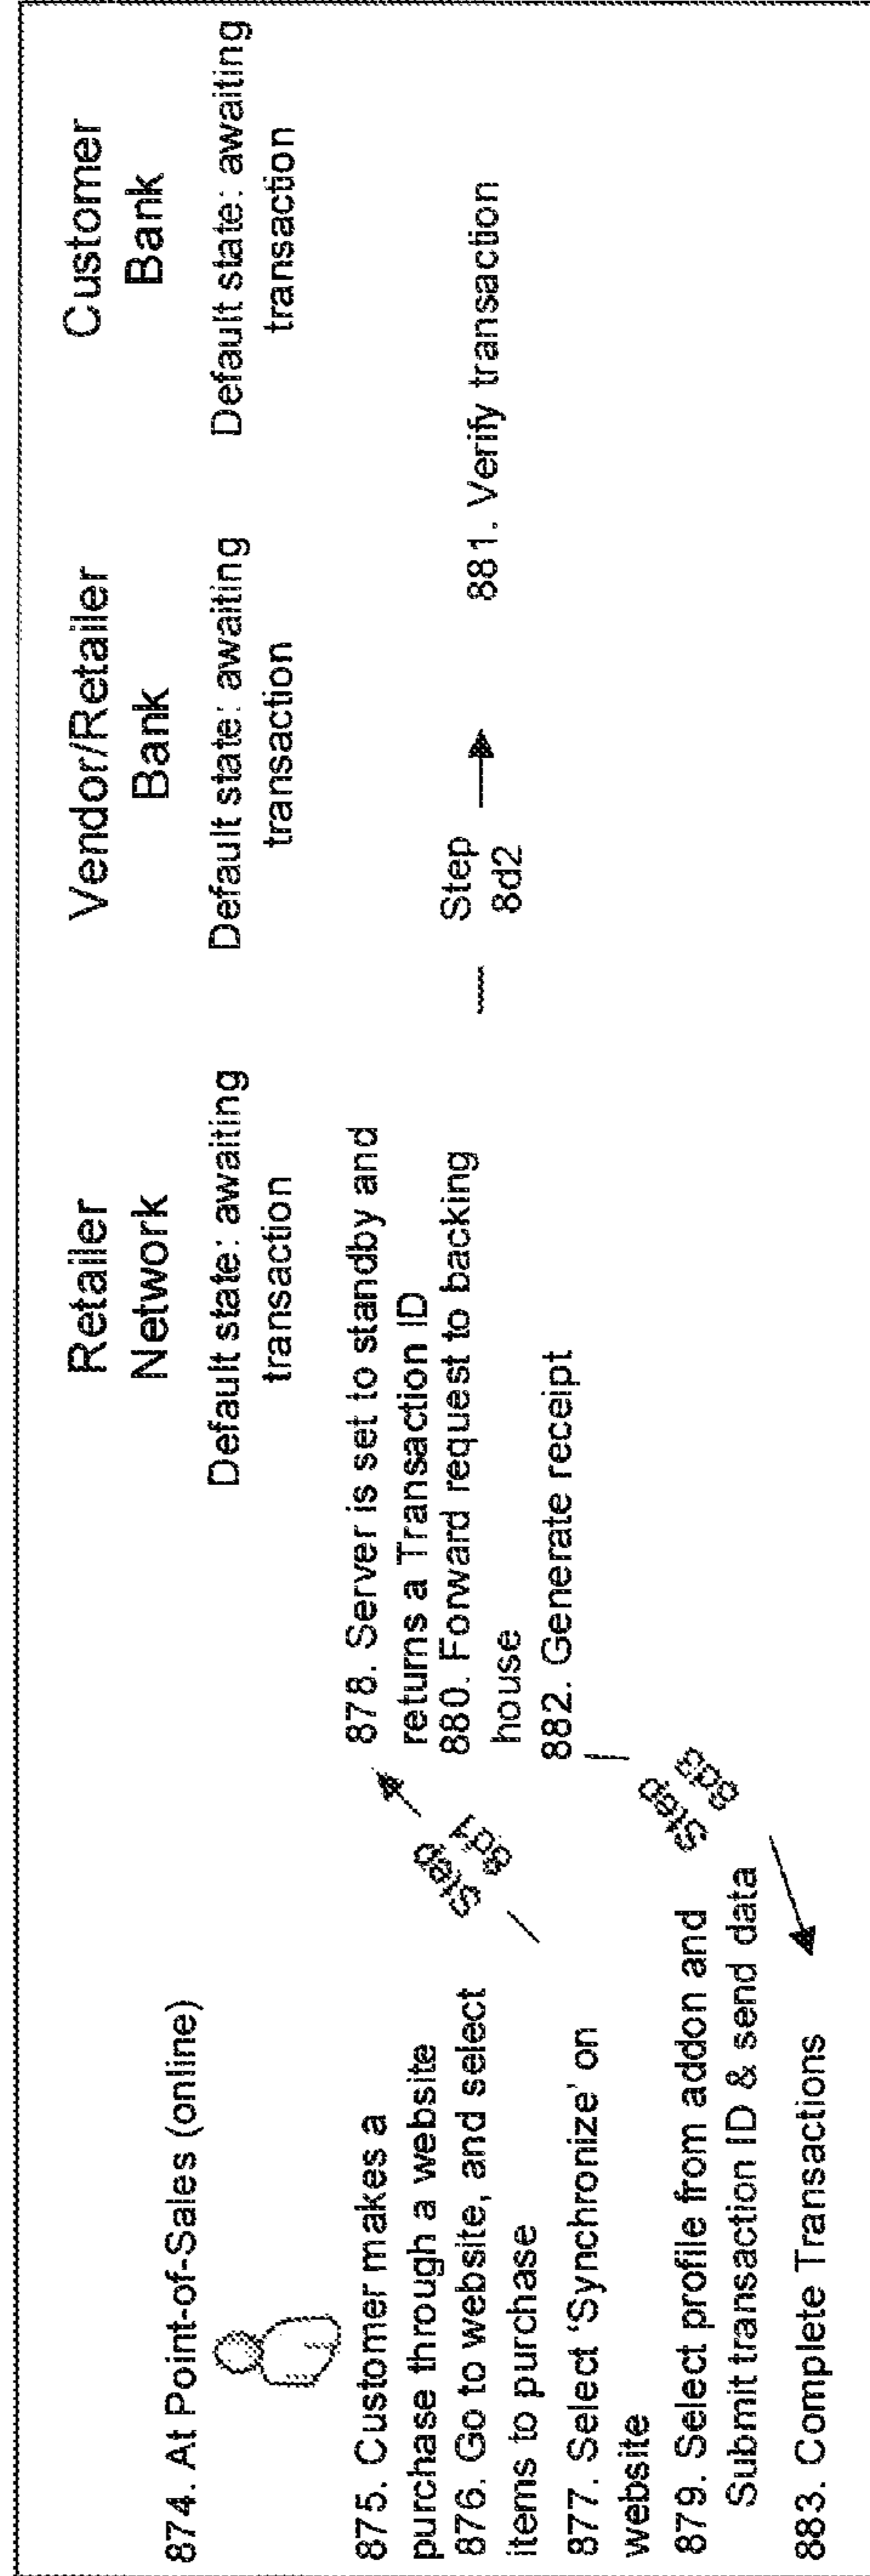 874. At Point-of-Sales (online)
Retailer
Network
Default state: awaiting
transaction
Vendor/Retailer
Bank
Default state: awaiting
transaction
Customer
Bank
Default state: awaiting
transaction
875. Customer makes a
purchase through a website
876. Go to website, and select
items to purchase
877. Select ‘Synchronize’ on
website
879. Select profile from addon and
Submit transaction ID & send data
883. Complete Transactions
Step
8d1
878. Server is set to standby and
returns a Transaction ID
880. Forward request to backing
house
882. Generate receipt
Step
8d3
Step
8d2
881. Verify transaction